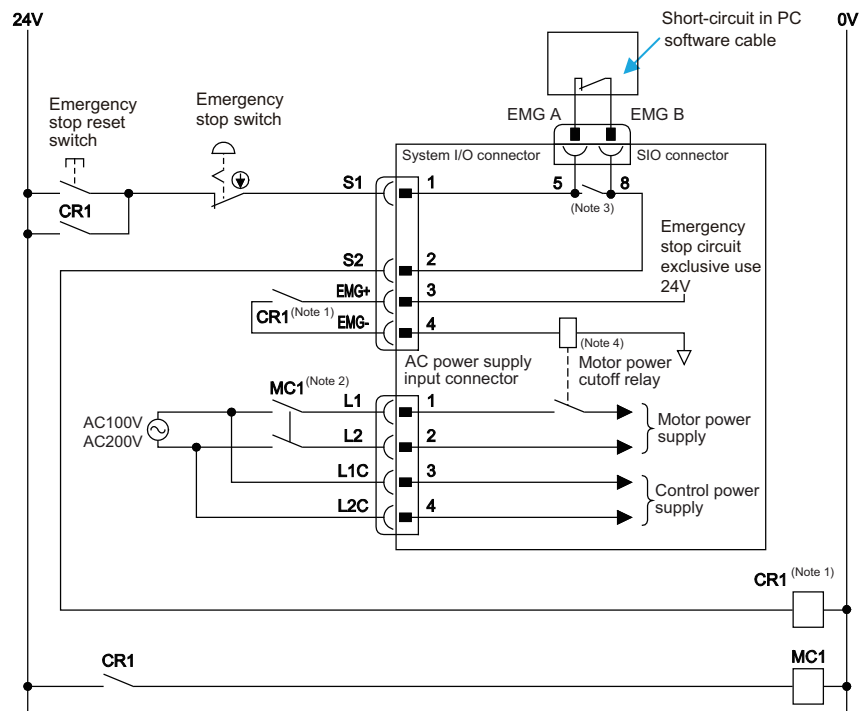 24V
0V
Short-circuit in PC
software cable
Emergency
stop reset
switch
Emergency
stop switch
EMG A
EMG B
System I/O connector
SIO connector
S1
1
5
8
(Note 3)
CR1
Emergency
stop circuit
exclusive use
24V
S2
2
EMG+
3
CR1 (Note 1)
EMG-
4
(Note 4)
AC power supply
input connector
Motor power
cutoff relay
MC1 (Note 2)
L1
1
AC100V
AC200V
L2
2
Motor power
supply
L1C
3
Control power
supply
L2C
4
CR1 (Note 1)
CR1
MC1